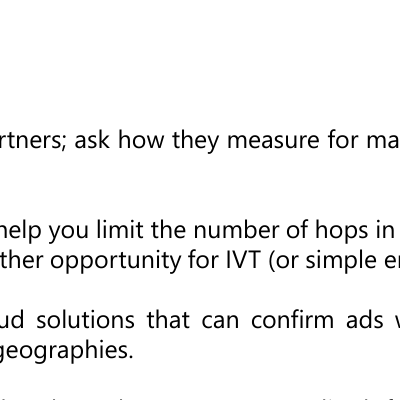 rtners; ask how they measure for ma
help you limit the number of hops in
ther opportunity for IVT (or simple e
ud solutions that can confirm ads
geographies.